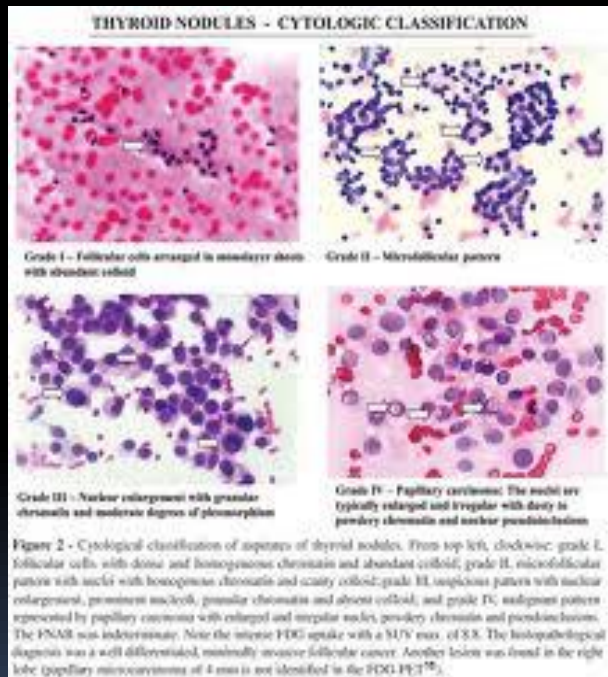 THYROID NODULES - CYTOLOGIC CLASSIFICATION
Grade I – Follicular cells arranged in monolayer sheets
with abundant colloid
Grade II – Microfollicular pattern
Grade III – Nuclear enlargement with granular
chromatin and moderate degrees of pleomorphism
Grade IV – Papillary carcinoma: The nuclei are
typically enlarged and irregular with dusty to
powdery chromatin and nuclear pseudoinclusions
Figure 2 - Cytological classification of aspirates of thyroid nodules. From top left, clockwise: grade I,
follicular cells with dense and homogeneous chromatin and abundant colloid; grade II, microfollicular
pattern with nuclei with homogenous chromatin and scanty colloid; grade III, suspicious pattern with nuclear
enlargement, prominent nucleoli, granular chromatin and absent colloid; and grade IV, malignant pattern
represented by papillary carcinoma with enlarged and irregular nuclei, powdery chromatin and pseudoinclusions.
The FNAB was indeterminate. Note the intense FDG uptake with a SUV max. of 8.8. The histopathological
diagnosis was a well differentiated, minimally invasive follicular cancer. Another lesion was found in the right
lobe (papillary microcarcinoma of 4 mm is not identified in the FDG-PET